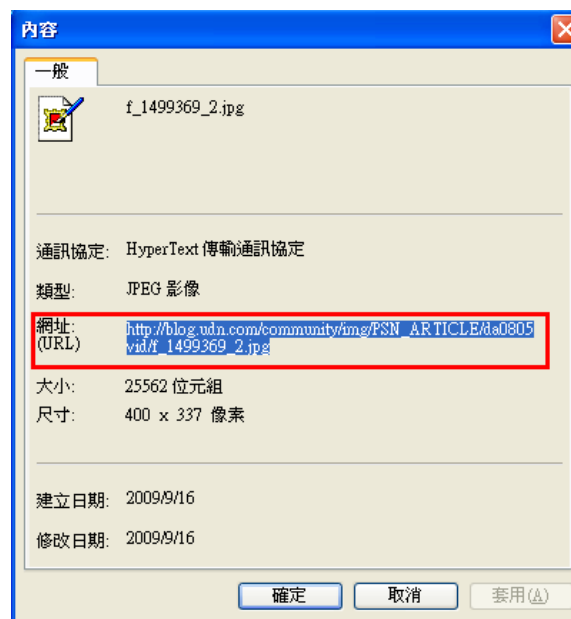 內容
一般
f_1499369_2.jpg
通訊協定: HyperText 傳輸通訊協定
類型: JPEG 影像
網址: http://blog.udn.com/community/img/PSN_ARTICLE/da0805
(URL) vid/f_1499369_2.jpg
大小: 25562 位元組
尺寸: 400 x 337 像素
建立日期: 2009/9/16
修改日期: 2009/9/16
確定 取消 套用(A)